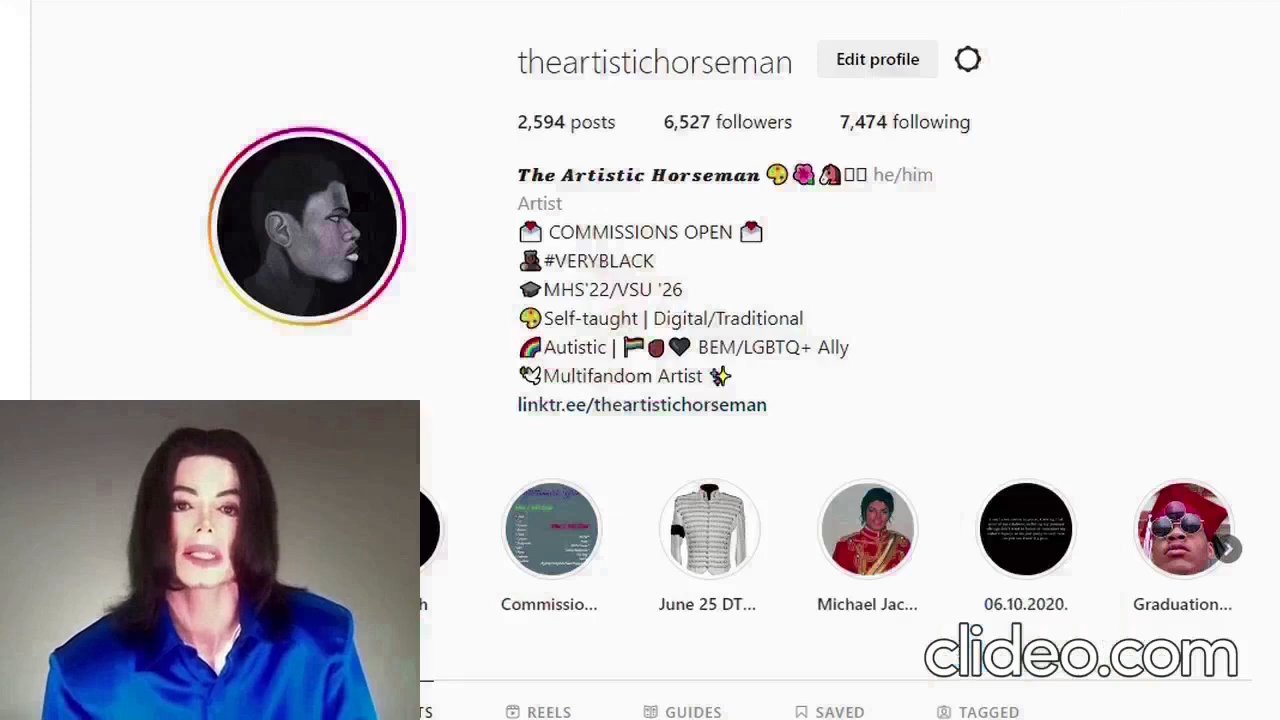 theartistichorseman
Edit profile
2,594 posts 6,527 followers 7,474 following
The Artistic Horseman 🎨🌺🐴 he/him
Artist
💌 COMMISSIONS OPEN 💌
#VERYBLACK
🎓MHS'22/VSU '26
🎨Self-taught | Digital/Traditional
🌈Autistic | BEM/LGBTQ+ Ally
🕊Multifandom Artist ✨
linktr.ee/theartistichorseman
h
Commissio...
June 25 DT...
Michael Jac...
06.10.2020.
Graduation...
clideo.com
TS
REELS
GUIDES
SAVED
TAGGED